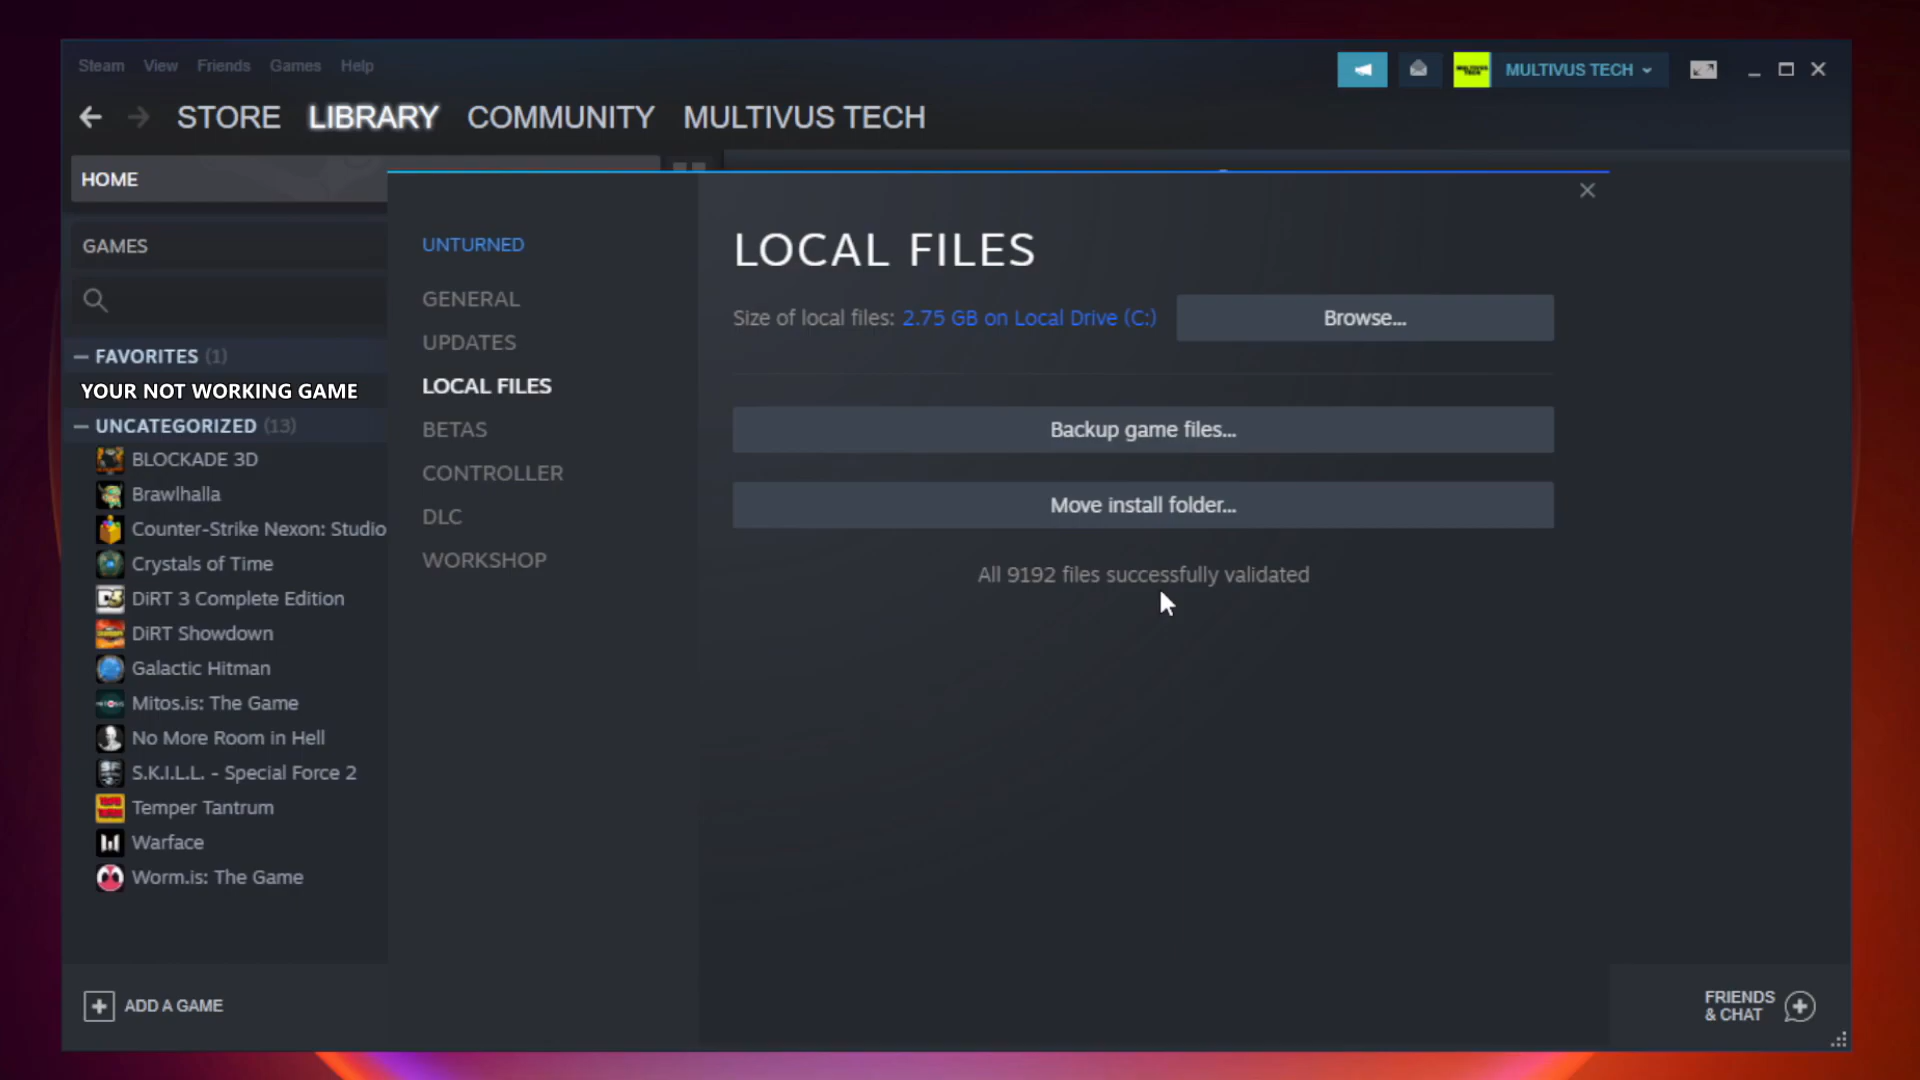 Steam View Friends Games Help
MULTIVUS TECH
STORE LIBRARY COMMUNITY MULTIVUS TECH
HOME
GAMES
— FAVORITES (1)
YOUR NOT WORKING GAME
— UNCATEGORIZED (13)
BLOCKADE 3D
Brawlhalla
Counter-Strike Nexon: Studio
Crystals of Time
DiRT 3 Complete Edition
DiRT Showdown
Galactic Hitman
Mitos.is: The Game
No More Room in Hell
S.K.I.L.L. - Special Force 2
Temper Tantrum
Warface
Worm.is: The Game
ADD A GAME
UNTURNED
GENERAL
UPDATES
LOCAL FILES
BETAS
CONTROLLER
DLC
WORKSHOP
LOCAL FILES
Size of local files: 2.75 GB on Local Drive (C:) Browse...
Backup game files...
Move install folder...
All 9192 files successfully validated
FRIENDS
& CHAT